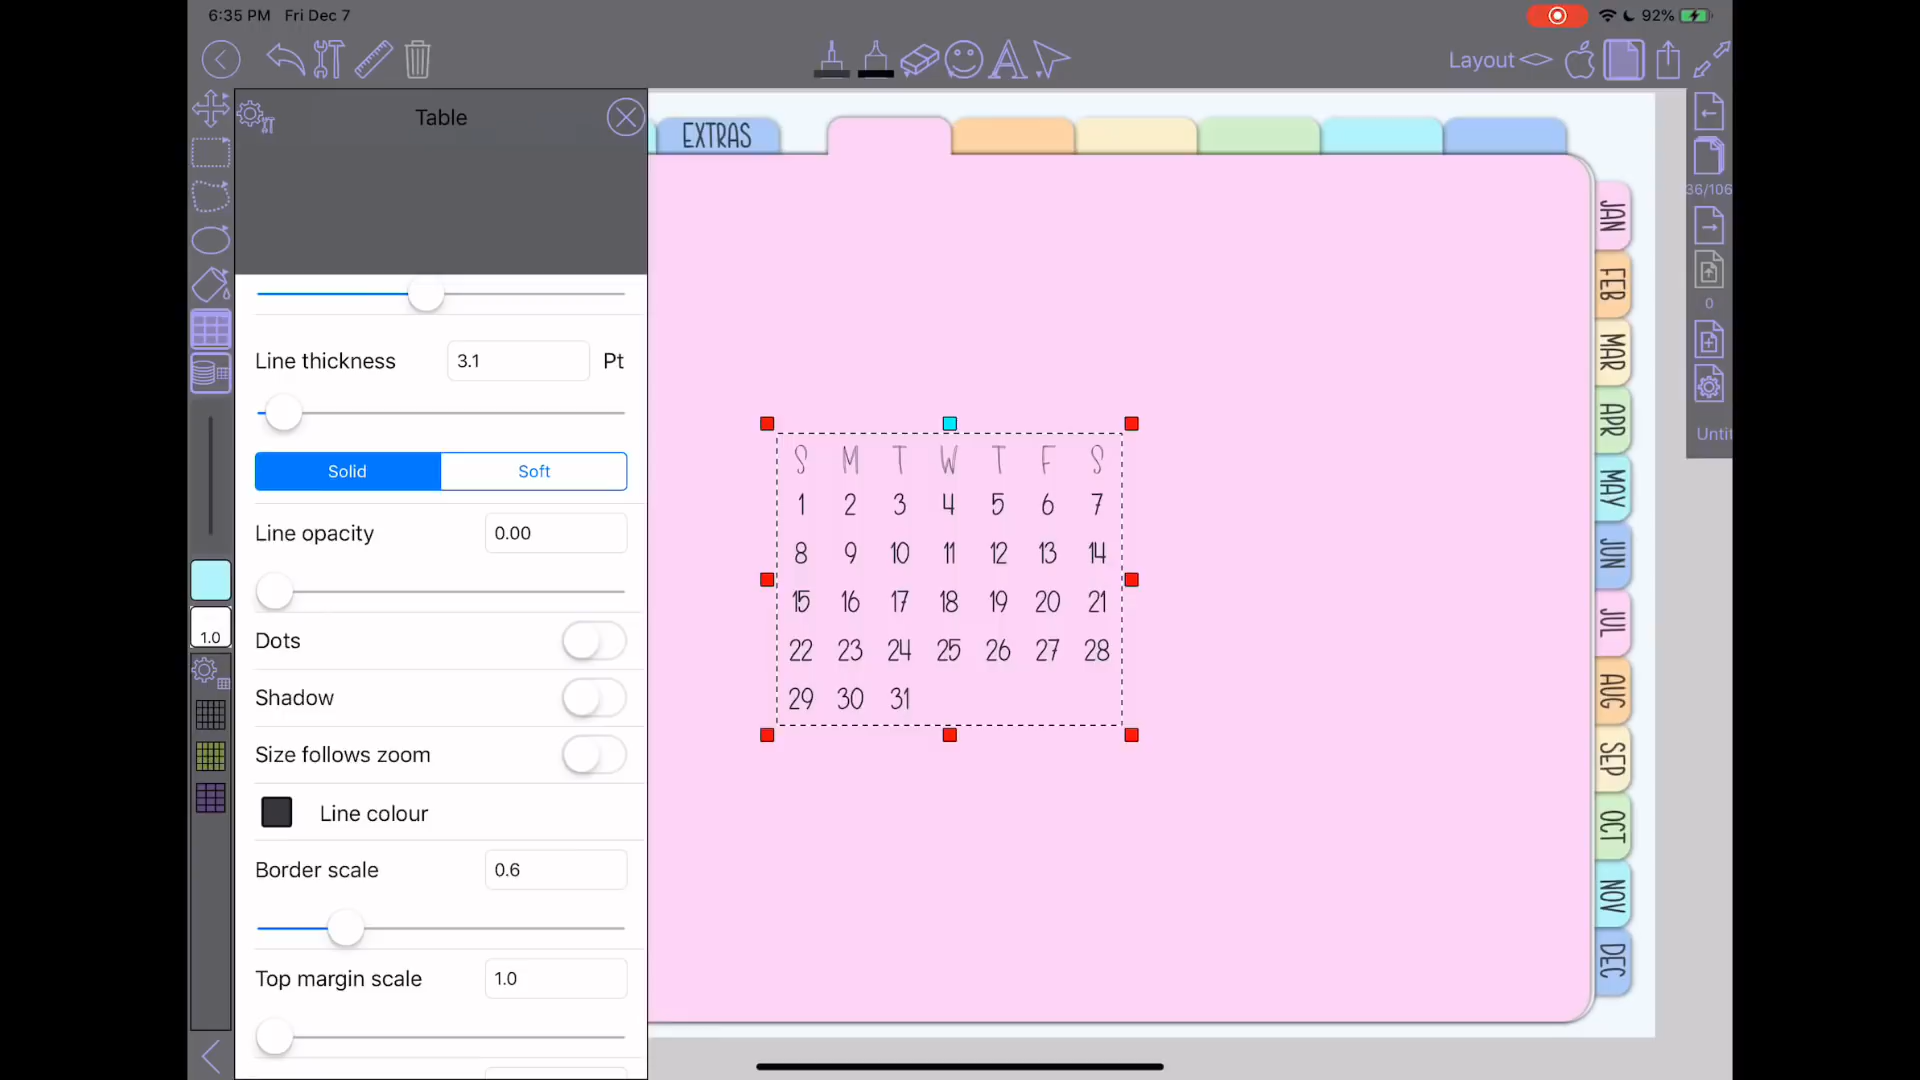 6:35 PM Fri Dec 7
92%
Layout
Table
Line thickness 3.1 Pt
Solid Soft
Line opacity 0.00
Dots
Shadow
Size follows zoom
Line colour
Border scale 0.6
Top margin scale 1.0
1.0
EXTRAS
S M T W T F S
1 2 3 4 5 6 7
8 9 10 11 12 13 14
15 16 17 18 19 20 21
22 23 24 25 26 27 28
29 30 31
JAN
FEB
MAR
APR
MAY
JUN
JUL
AUG
SEP
OCT
NOV
DEC
36/106
0
Unti